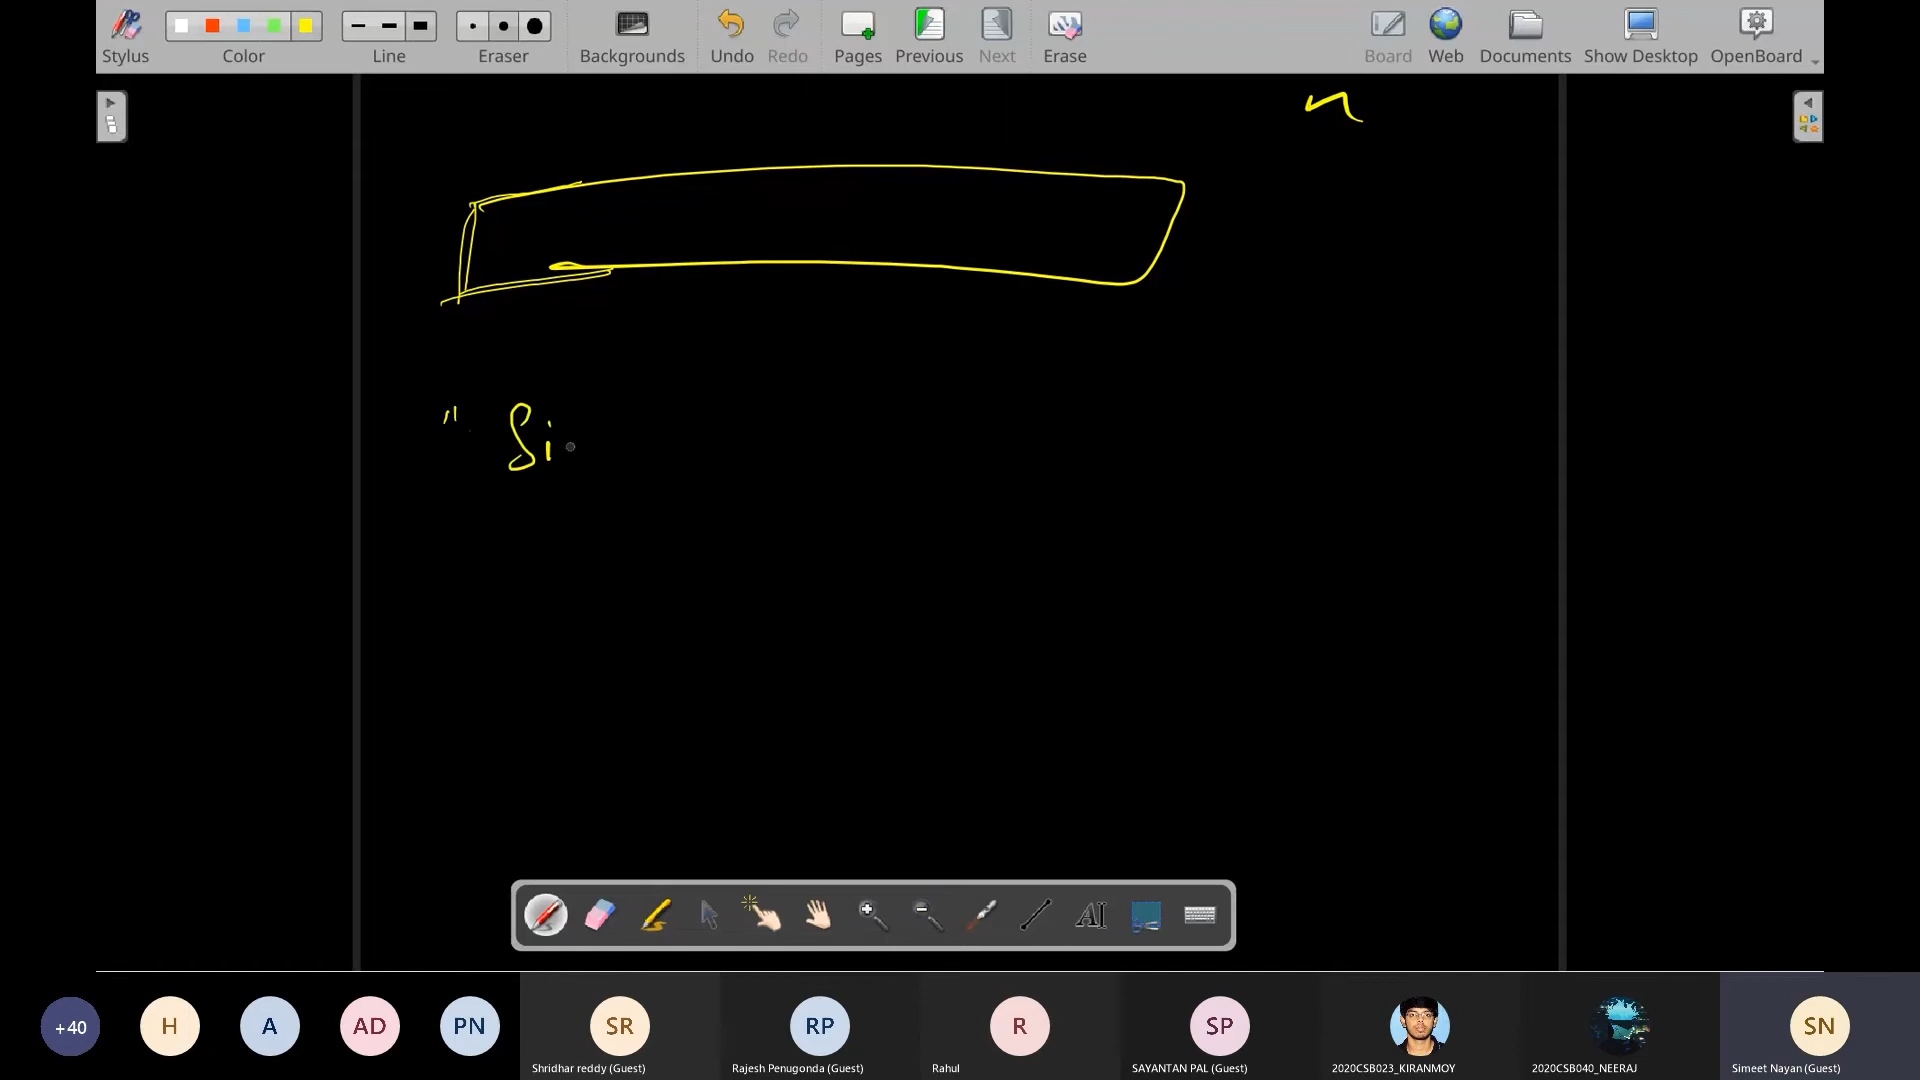 Stylus
Color
Line
Eraser
Backgrounds
Undo
Redo
Pages
Previous
Next
Erase
Board
Web
Documents
Show Desktop
OpenBoard
n
" Si
AI
+40
H
A
AD
PN
SR
RP
R
SP
SN
Shridhar reddy (Guest)
Rajesh Penugonda (Guest)
Rahul
SAYANTAN PAL (Guest)
2020CSB023_KIRANMOY
2020CSB040_NEERAJ
Simeet Nayan (Guest)